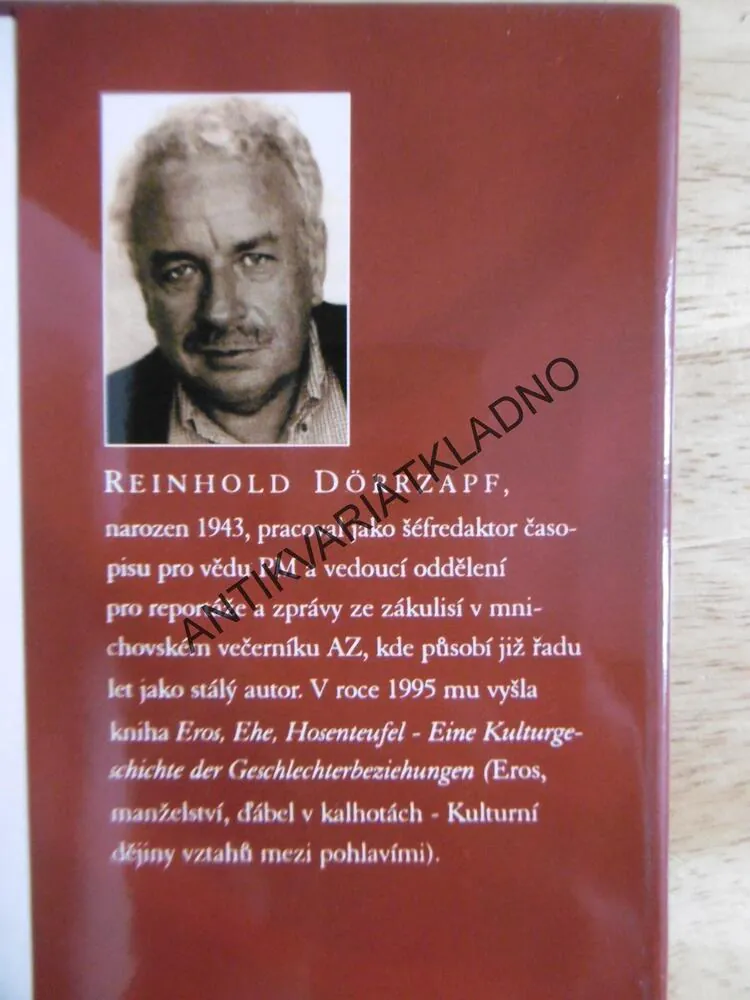 REINHOLD DÖRRZAPF,
narozen 1943, pracoval jako šéfredaktor časo-
pisu pro vědu PM a vedoucí oddělení
pro reportáže a zprávy ze zákulisí v mni-
chovském večerníku AZ, kde působí již řadu
let jako stálý autor. V roce 1995 mu vyšla
kniha Eros, Ehe, Hosenteufel - Eine Kulturge-
schichte der Geschlechterbeziehungen (Eros,
manželství, ďábel v kalhotách - Kulturní
dějiny vztahů mezi pohlavími).
ANTIKVARIATKLADNO